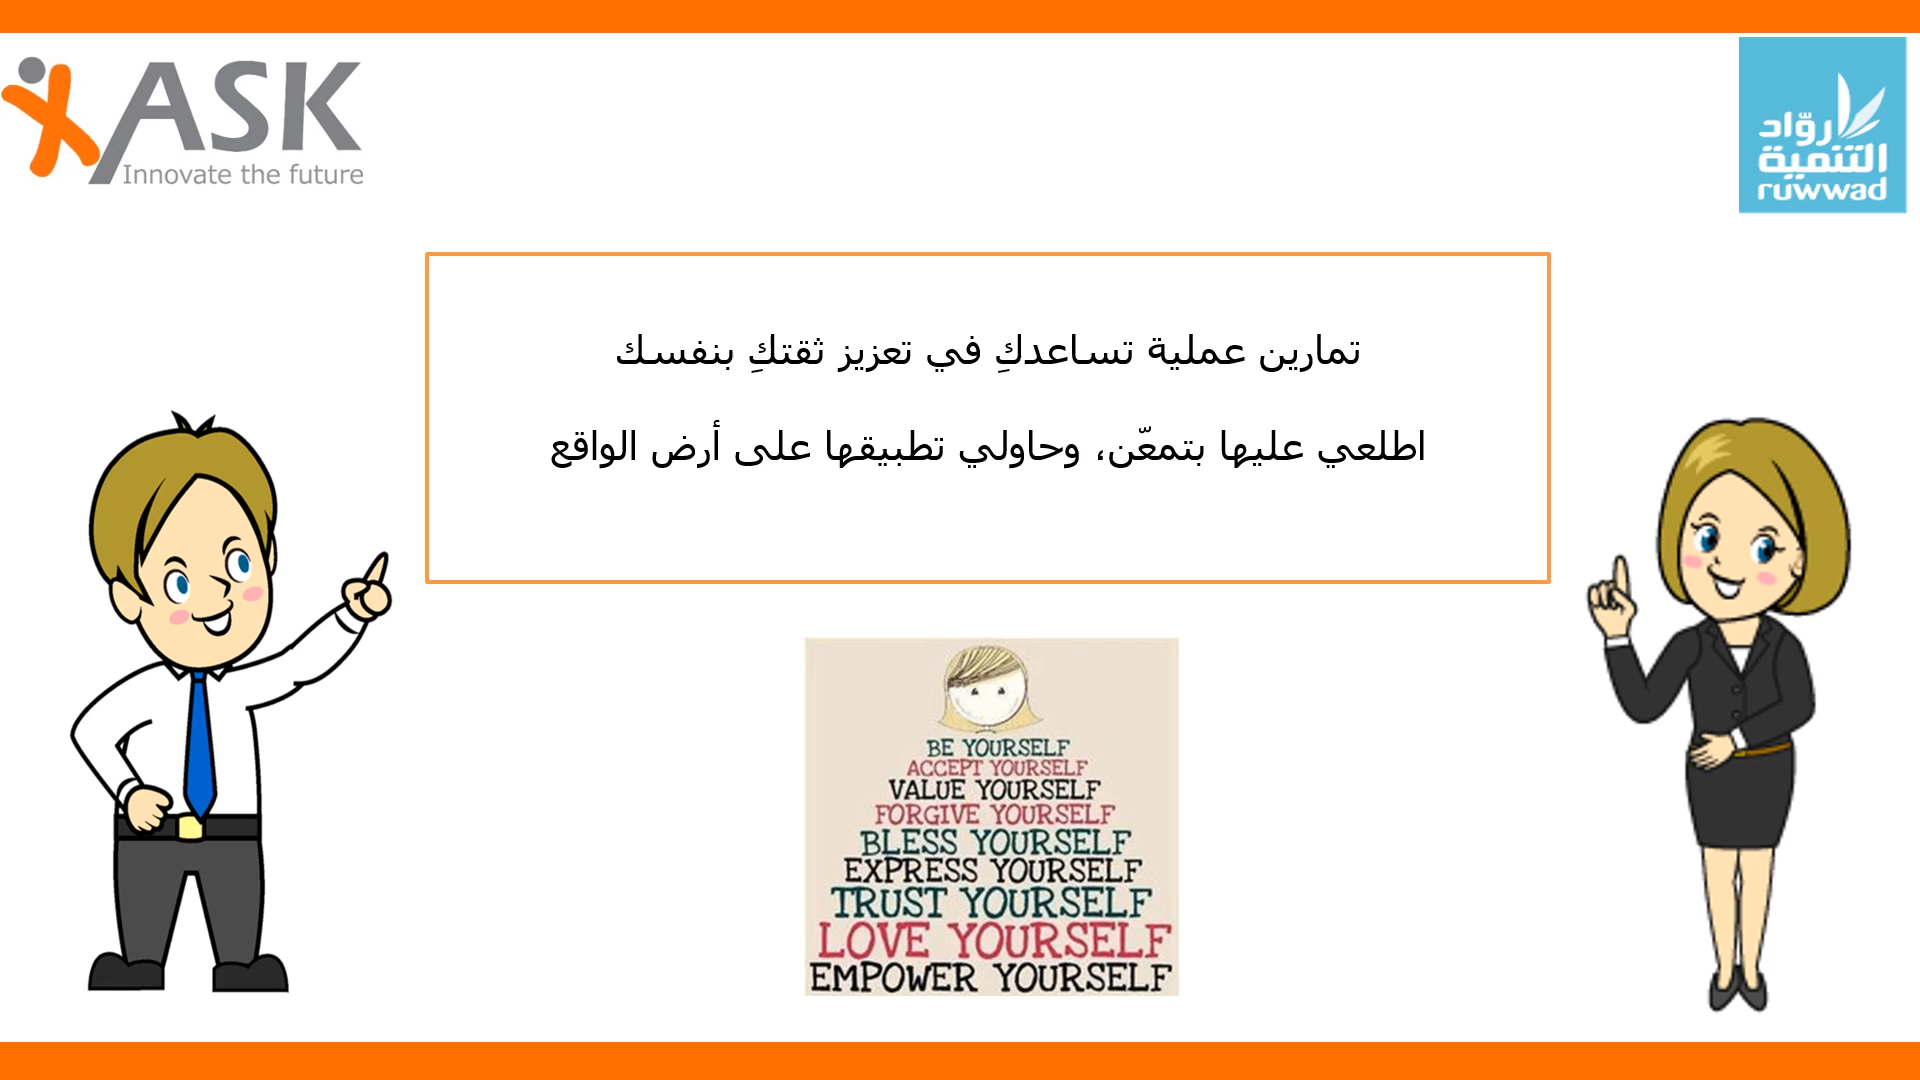 ASK
Innovate the future
روّاد
التنمية
ruwwad
تمارين عملية تساعدكِ في تعزيز ثقتكِ بنفسك
اطلعي عليها بتمعّن، وحاولي تطبيقها على أرض الواقع
BE YOURSELF
ACCEPT YOURSELF
VALUE YOURSELF
FORGIVE YOURSELF
BLESS YOURSELF
EXPRESS YOURSELF
TRUST YOURSELF
LOVE YOURSELF
EMPOWER YOURSELF